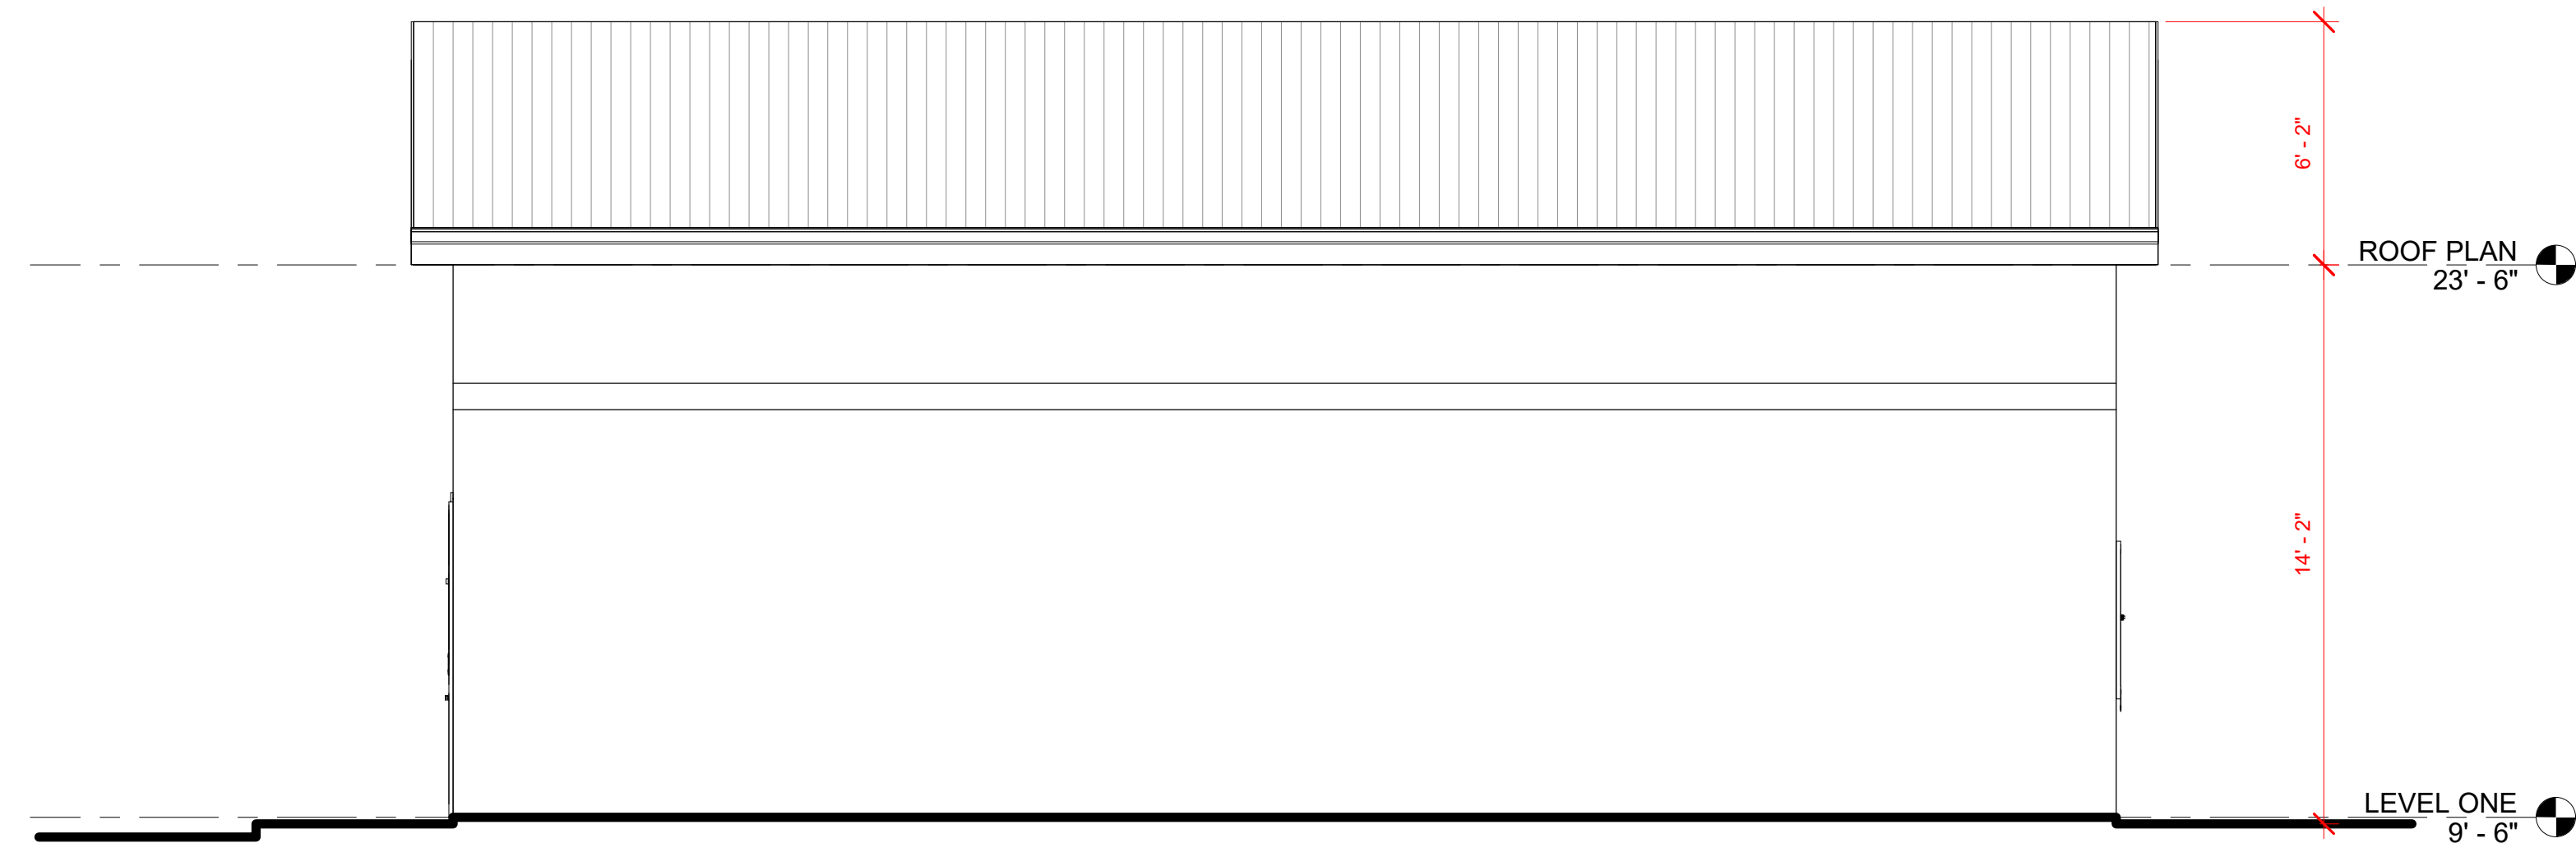 6' - 2"
ROOF PLAN
23' - 6"
14' - 2"
LEVEL ONE
9' - 6"